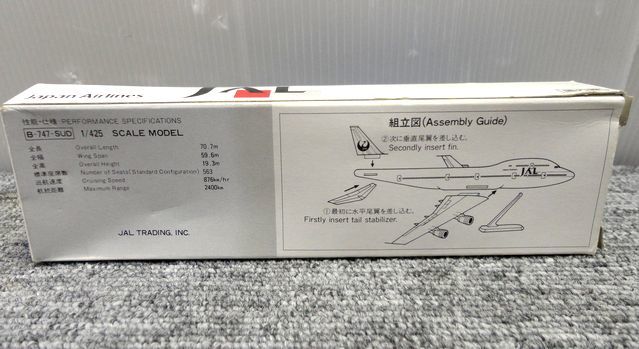 Japan Airlines JAL
性能・仕様 PERFORMANCE SPECIFICATIONS
B-747-SUD 1/425 SCALE MODEL
全長 Overall Length 70.7m
全幅 Wing Span 59.6m
全高 Overall Height 19.3m
標準座席数 Number of Seats(Standard Configuration) 563
巡航速度 Cruising Speed 876km/hr
航続距離 Maximum Range 2400km
JAL TRADING, INC.
組立図(Assembly Guide)
②次に垂直尾翼を差し込む。
Secondly insert fin.
JAL
①最初に水平尾翼を差し込む。
Firstly insert tail stabilizer.